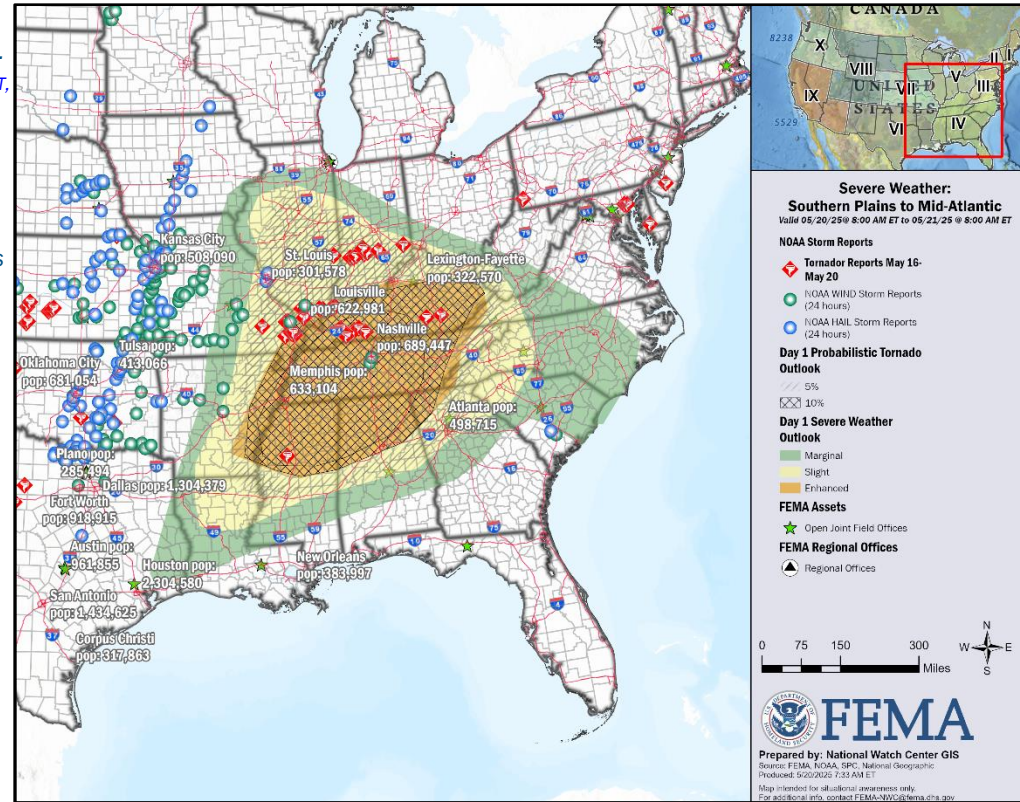 T,
s
Kansas City
pop: 508,090
St. Louis
pop: 301,578
Lexington-Fayette
pop: 322,570
Louisville
pop: 622,981
Nashville
pop: 689,447
Tulsa pop:
413,066
Oklahoma City
pop: 681,054
Memphis pop:
633,104
Atlanta pop:
498,715
Plano pop:
285,494
Dallas pop: 1,304,379
Fort Worth
pop: 918,915
Austin pop:
961,855
Houston pop:
2,304,580
New Orleans
pop: 383,997
San Antonio
pop: 1,434,625
Corpus Christi
pop: 317,863
CANADA
UNITED
STATES
8238
5529
X
VIII
IX
VI
VII
V
IV
III
II
I
Severe Weather:
Southern Plains to Mid-Atlantic
Valid 05/20/25@ 8:00 AM ET to 05/21/25 @ 8:00 AM ET
NOAA Storm Reports
Tornador Reports May 16-
May 20
NOAA WIND Storm Reports
(24 hours)
NOAA HAIL Storm Reports
(24 hours)
Day 1 Probabilistic Tornado
Outlook
5%
10%
Day 1 Severe Weather
Outlook
Marginal
Slight
Enhanced
FEMA Assets
Open Joint Field Offices
FEMA Regional Offices
Regional Offices
N
W E
S
0 75 150 300
Miles
FEMA
Prepared by: National Watch Center GIS
Source: FEMA, NOAA, SPC, National Geographic
Produced: 5/20/2025 7:33 AM ET
Map intended for situational awareness only.
For additional info, contact FEMA-NWC@fema.dhs.gov